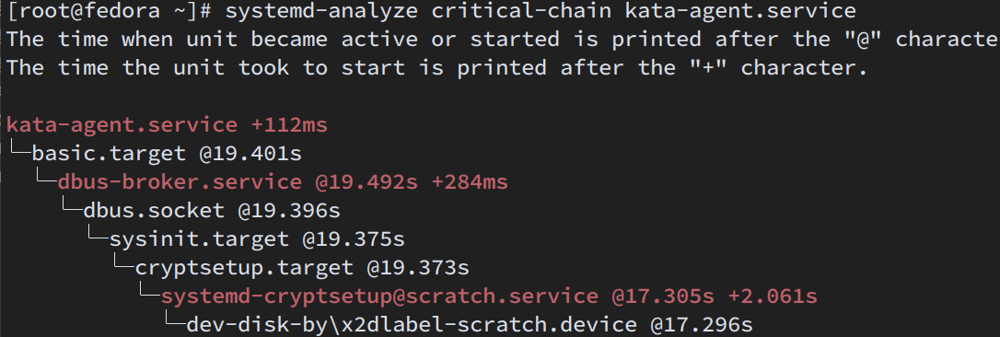 [root@fedora ~]# systemd-analyze critical-chain kata-agent.service
The time when unit became active or started is printed after the "@" characte
The time the unit took to start is printed after the "+" character.
kata-agent.service +112ms
└─basic.target @19.401s
└─dbus-broker.service @19.492s +284ms
└─dbus.socket @19.396s
└─sysinit.target @19.375s
└─cryptsetup.target @19.373s
└─systemd-cryptsetup@scratch.service @17.305s +2.061s
└─dev-disk-by\x2dlabel-scratch.device @17.296s